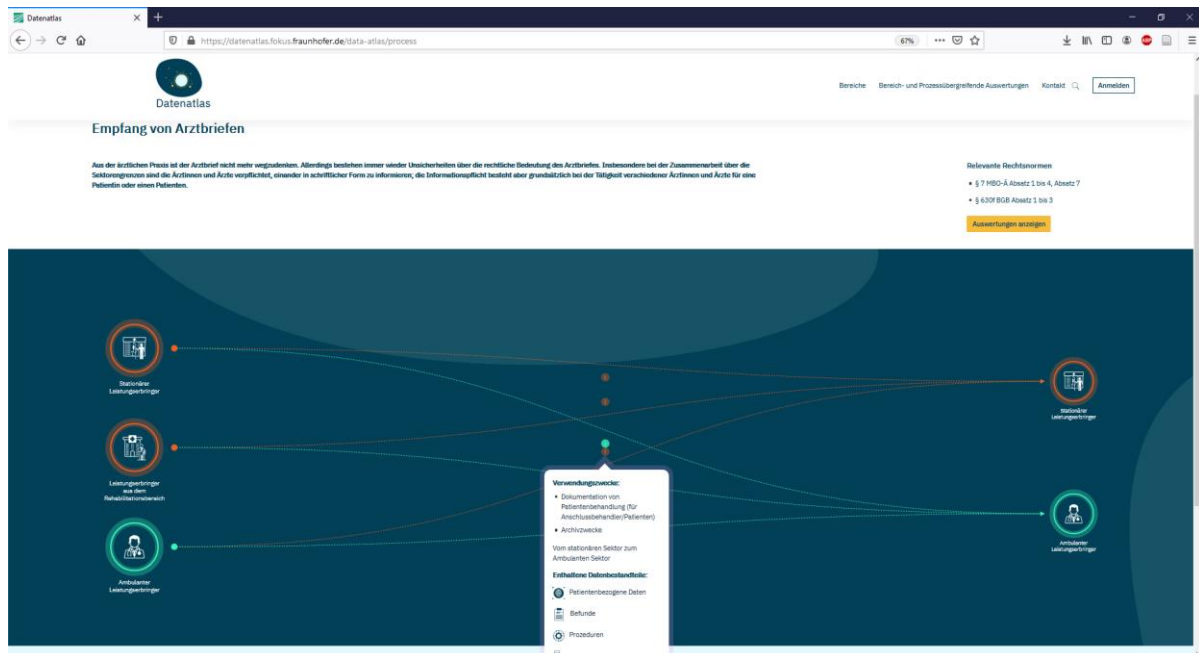 Datenatlas
https://datenatlas.fokus.fraunhofer.de/data-atlas/process
67%
Datenatlas
Bereiche
Bereich- und Prozessübergreifende Auswertungen
Kontakt
Anmelden
Empfang von Arztbriefen
Aus der ärztlichen Praxis ist der Arztbrief nicht mehr wegzudenken. Allerdings bestehen immer wieder Unsicherheiten über die rechtliche Bedeutung des Arztbriefes. Insbesondere bei der Zusammenarbeit über die
Sektorengrenzen sind die Ärztinnen und Ärzte verpflichtet, einander in schriftlicher Form zu informieren; die Informationspflicht besteht aber grundsätzlich bei der Tätigkeit verschiedener Ärztinnen und Ärzte für eine
Patientin oder einen Patienten.
Relevante Rechtsnormen
• § 7 MBO-Ä Absatz 1 bis 4, Absatz 7
• § 630f BGB Absatz 1 bis 3
Auswertungen anzeigen
Stationärer
Leistungserbringer
Leistungserbringer
aus dem
Rehabilitationsbereich
Ambulanter
Leistungserbringer
Stationärer
Leistungserbringer
Ambulanter
Leistungserbringer
Verwendungszwecke:
• Dokumentation von
Patientenbehandlung (für
Anschlussbehandler/Patienten)
• Archivzwecke
Vom stationären Sektor zum
Ambulanten Sektor
Enthaltene Datenbestandteile:
Patientenbezogene Daten
Befunde
Prozeduren